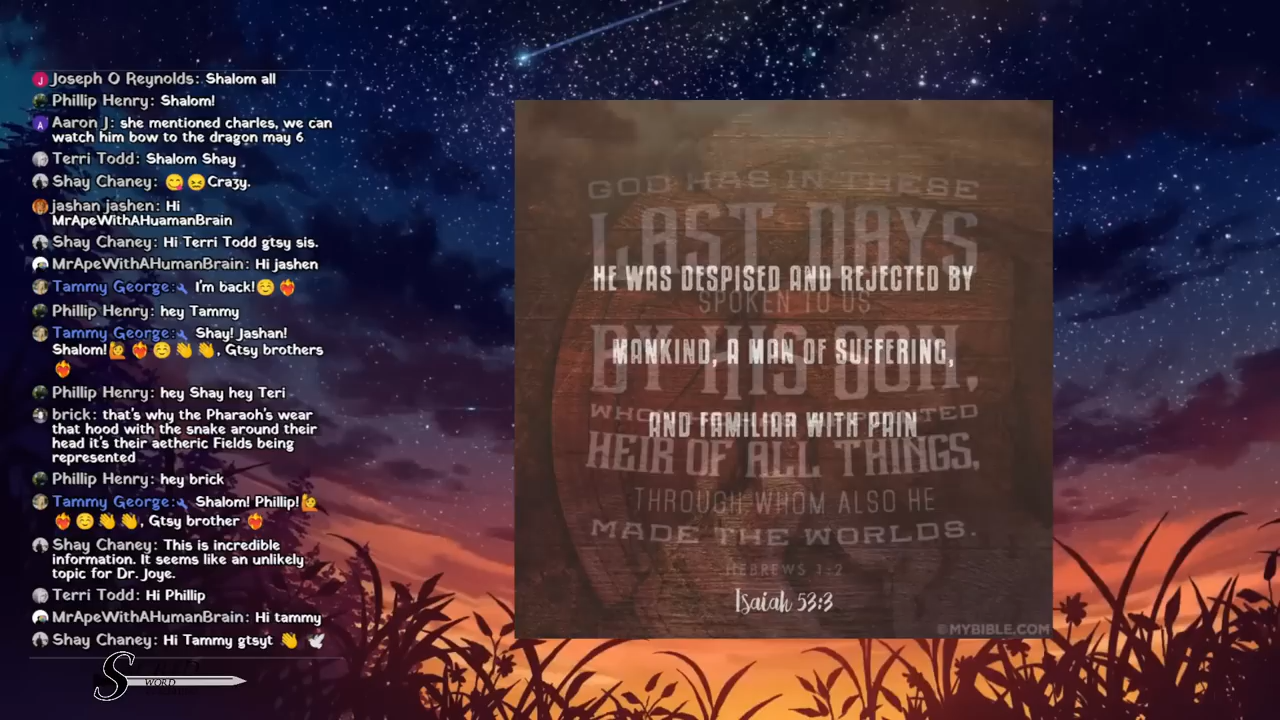 Joseph O Reynolds: Shalom all
Phillip Henry: Shalom!
Aaron J: she mentioned charles, we can
watch him bow to the dragon may 6
Terri Todd: Shalom Shay
Shay Chaney: 😋😖Crazy.
jashan jashen: Hi
MrApeWithAHuamanBrain
Shay Chaney: Hi Terri Todd gtsy sis.
MrApeWithAHumanBrain: Hi jashen
Tammy George: I'm back!☺️❤️‍🔥
Phillip Henry: hey Tammy
Tammy George: Shay! Jashan!
Shalom!🙋❤️‍🔥☺️👋👋, Gtsy brothers
❤️‍🔥
Phillip Henry: hey Shay hey Teri
brick: that's why the Pharaoh's wear
that hood with the snake around their
head it's their aetheric Fields being
represented
Phillip Henry: hey brick
Tammy George: Shalom! Phillip!🙋
❤️‍🔥☺️👋👋, Gtsy brother ❤️‍🔥
Shay Chaney: This is incredible
information. It seems like an unlikely
topic for Dr. Joye.
Terri Todd: Hi Phillip
MrApeWithAHumanBrain: Hi tammy
Shay Chaney: Hi Tammy gtsyt 👋 🕊️
S WORD
GOD HAS IN THESE
LAST DAYS
HE WAS DESPISED AND REJECTED BY
SPOKEN TO US
BY HIS SON,
MANKIND, A MAN OF SUFFERING,
WHO
AND FAMILIAR WITH PAIN
HEIR OF ALL THINGS,
THROUGH WHOM ALSO HE
MADE THE WORLDS.
HEBREWS 1:2
Isaiah 53:3
©MYBIBLE.COM